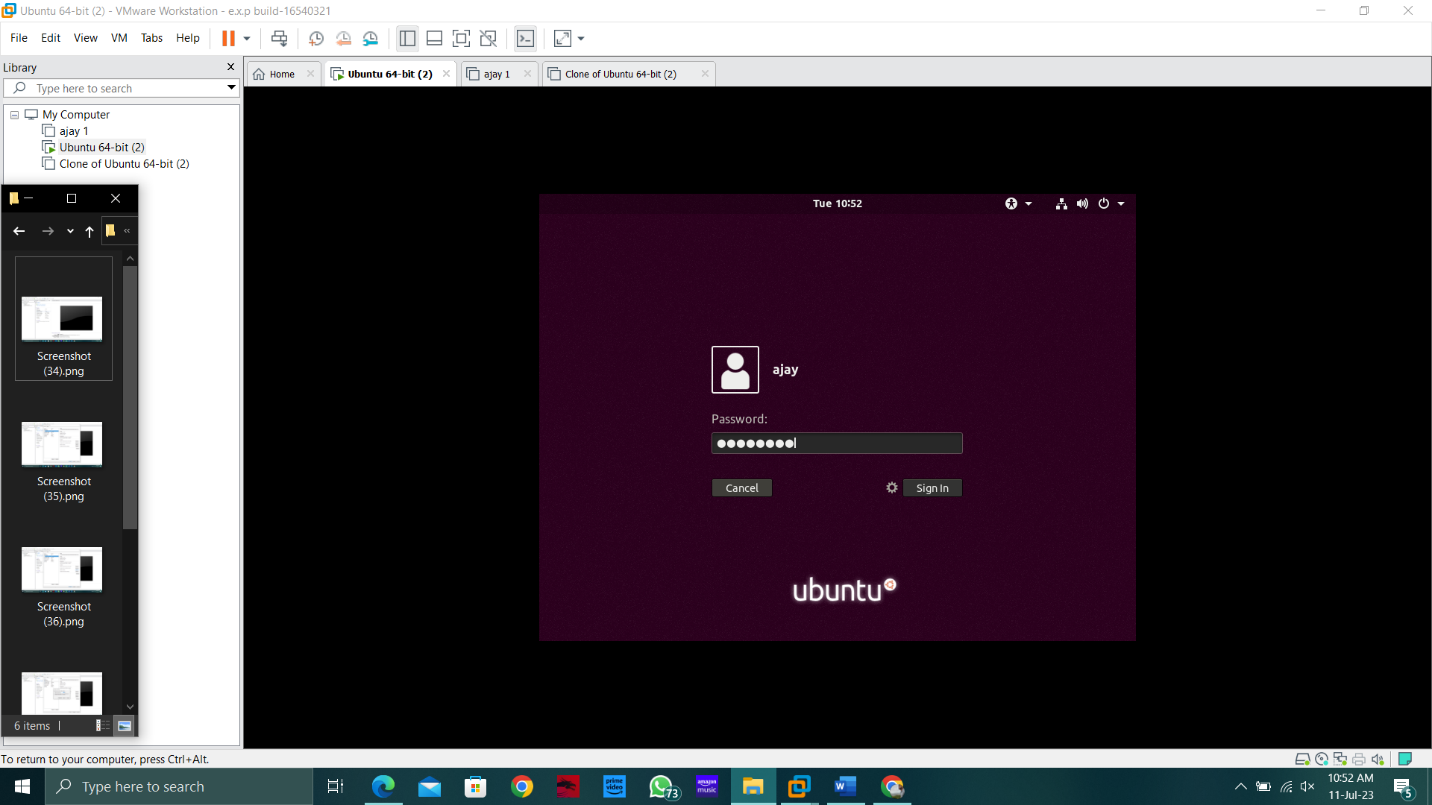 Ubuntu 64-bit (2) - VMware Workstation - e.x.p build-16540321
File Edit View VM Tabs Help
Library
Type here to search
My Computer
ajay 1
Ubuntu 64-bit (2)
Clone of Ubuntu 64-bit (2)
Home
Ubuntu 64-bit (2)
ajay 1
Clone of Ubuntu 64-bit (2)
Screenshot
(34).png
Screenshot
(35).png
Screenshot
(36).png
6 items
Tue 10:52
ajay
Password:
Cancel
Sign In
ubuntu
To return to your computer, press Ctrl+Alt.
Type here to search
prime
video
73
amazon
music
10:52 AM
11-Jul-23
5